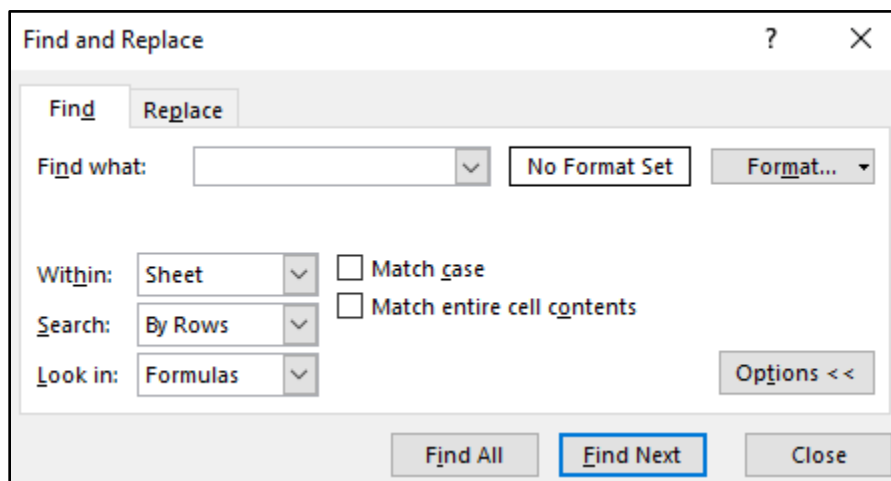 Find and Replace ? ×
Find Replace
Find what: No Format Set Format...
Within: Sheet Match case
Match entire cell contents
Search: By Rows
Look in: Formulas Options <<
Find All Find Next Close